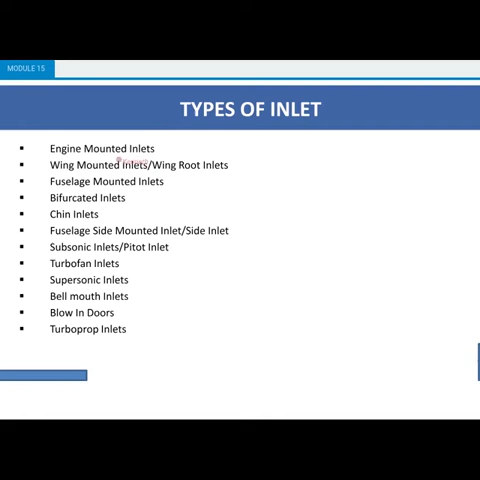 MODULE 15
TYPES OF INLET
▪ Engine Mounted Inlets
▪ Wing Mounted Inlets/Wing Root Inlets
▪ Fuselage Mounted Inlets
▪ Bifurcated Inlets
▪ Chin Inlets
▪ Fuselage Side Mounted Inlet/Side Inlet
▪ Subsonic Inlets/Pitot Inlet
▪ Turbofan Inlets
▪ Supersonic Inlets
▪ Bell mouth Inlets
▪ Blow In Doors
▪ Turboprop Inlets